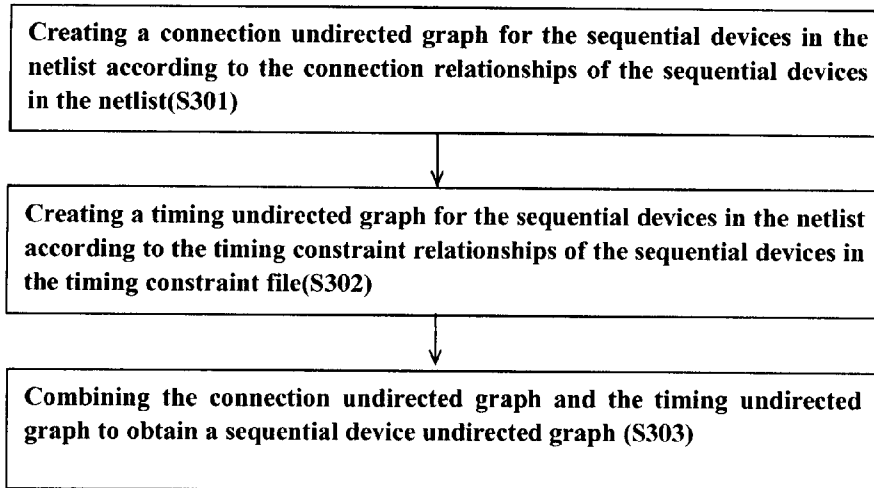 Creating a connection undirected graph for the sequential devices in the
netlist according to the connection relationships of the sequential devices
in the netlist(S301)
Creating a timing undirected graph for the sequential devices in the netlist
according to the timing constraint relationships of the sequential devices in
the timing constraint file(S302)
Combining the connection undirected graph and the timing undirected
graph to obtain a sequential device undirected graph (S303)